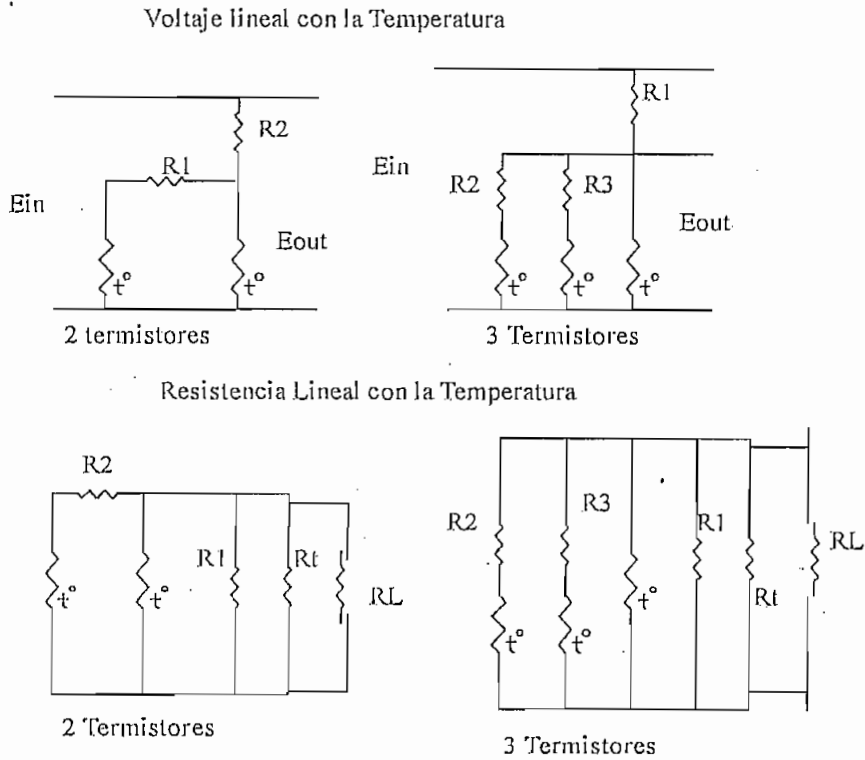 Voltaje lineal con la Temperatura
R2
R1
Ein
Eout
t°
t°
2 termistores
R1
Ein
R2
R3
Eout
t°
t°
t°
3 Termistores
Resistencia Lineal con la Temperatura
R2
R1
Rt
RL
t°
t°
2 Termistores
R2
R3
R1
RL
Rt
t°
t°
t°
3 Termistores